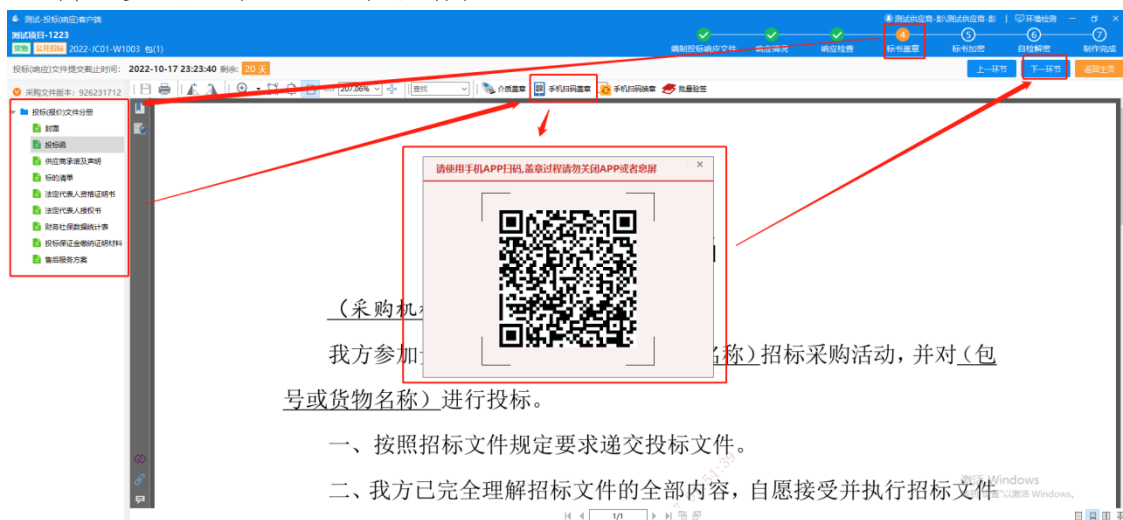 测试-投标(响应)客户端
测试供应商-彭\测试供应商-彭 | 环境检测
测试项目-1223
货物 公开招标 2022-JC01-W1003 包(1)
编制投标响应文件 响应填充 响应检查 4 标书盖章 5 标书加密 6 自检解密 7 制作完成
投标(响应)文件提交截止时间: 2022-10-17 23:23:40 剩余: 20 天
上一环节 下一环节 返回主页
采购文件版本: 926231712
207.06% 查找 介质盖章 手机扫码盖章 手机扫码换章 批量验签
投标(报价)文件分册
封面
投标函
供应商承诺及声明
标的清单
法定代表人资格证明书
法定代表人授权书
财务社保数据统计表
投标保证金缴纳证明材料
售后服务方案
请使用手机APP扫码,盖章过程请勿关闭APP或者息屏
（采购机
我方参加
称）招标采购活动，并对（包
号或货物名称）进行投标。
一、按照招标文件规定要求递交投标文件。
二、我方已完全理解招标文件的全部内容，自愿接受并执行招标文件
激活 Windows
以激活 Windows。
1/1